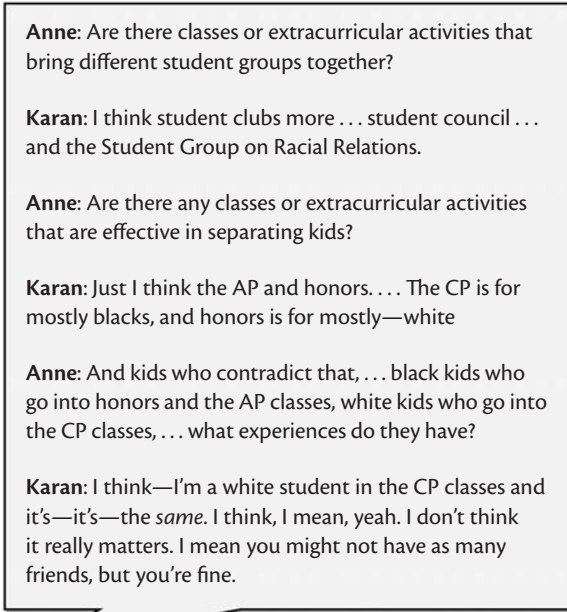 Anne: Are there classes or extracurricular activities that
bring different student groups together?
Karan: I think student clubs more . . . student council . . .
and the Student Group on Racial Relations.
Anne: Are there any classes or extracurricular activities
that are effective in separating kids?
Karan: Just I think the AP and honors. . . . The CP is for
mostly blacks, and honors is for mostly—white
Anne: And kids who contradict that, . . . black kids who
go into honors and the AP classes, white kids who go into
the CP classes, . . . what experiences do they have?
Karan: I think—I'm a white student in the CP classes and
it's—it's—the same. I think, I mean, yeah. I don't think
it really matters. I mean you might not have as many
friends, but you're fine.